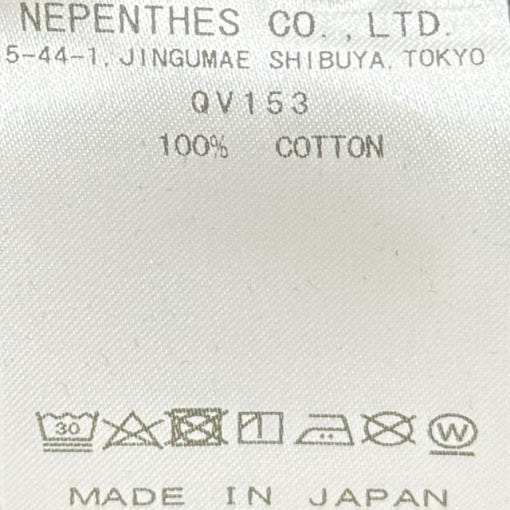 NEPENTHES CO., LTD.
5-44-1, JINGUMAE SHIBUYA, TOKYO
QV153
100% COTTON
30 W
MADE IN JAPAN